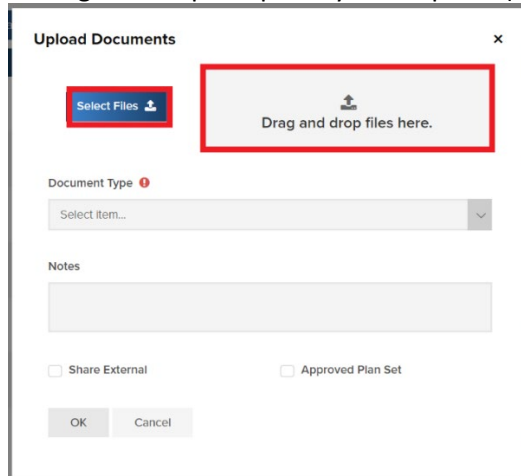 Upload Documents ×
Select Files
Drag and drop files here.
Document Type
Select item...
Notes
Share External Approved Plan Set
OK Cancel